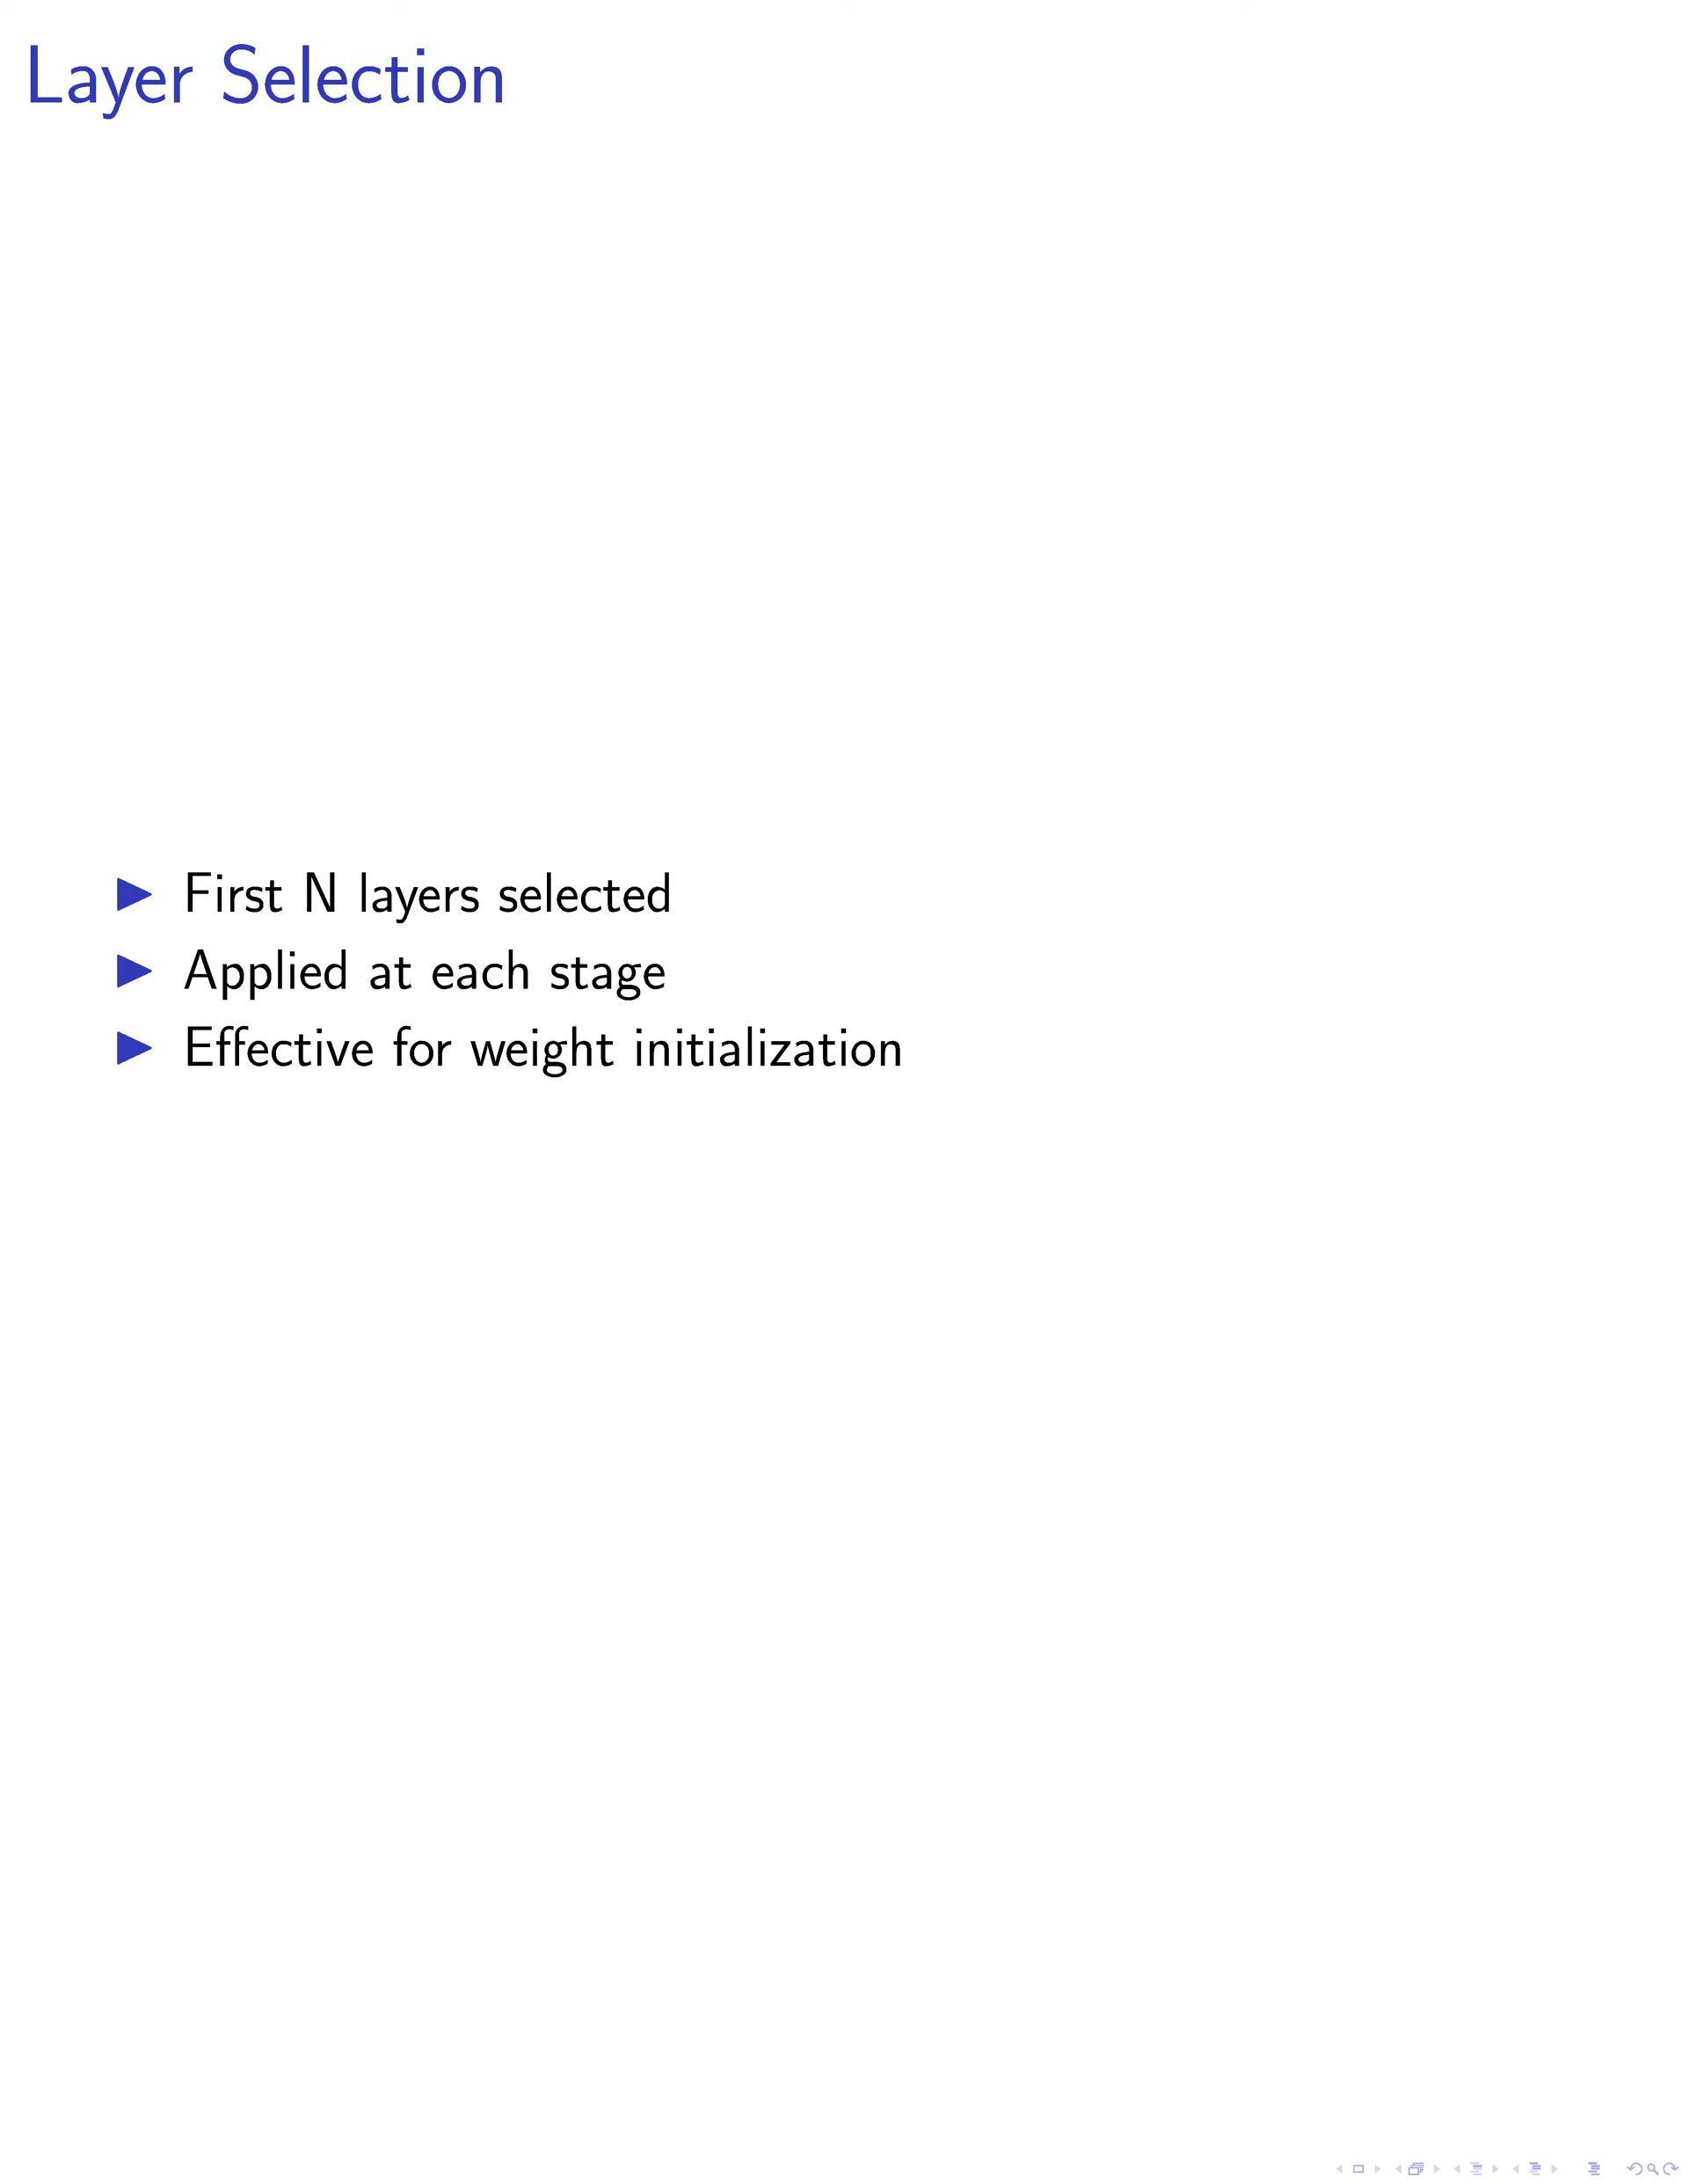 Layer Selection
First N layers selected
Applied at each stage
Effective for weight initialization